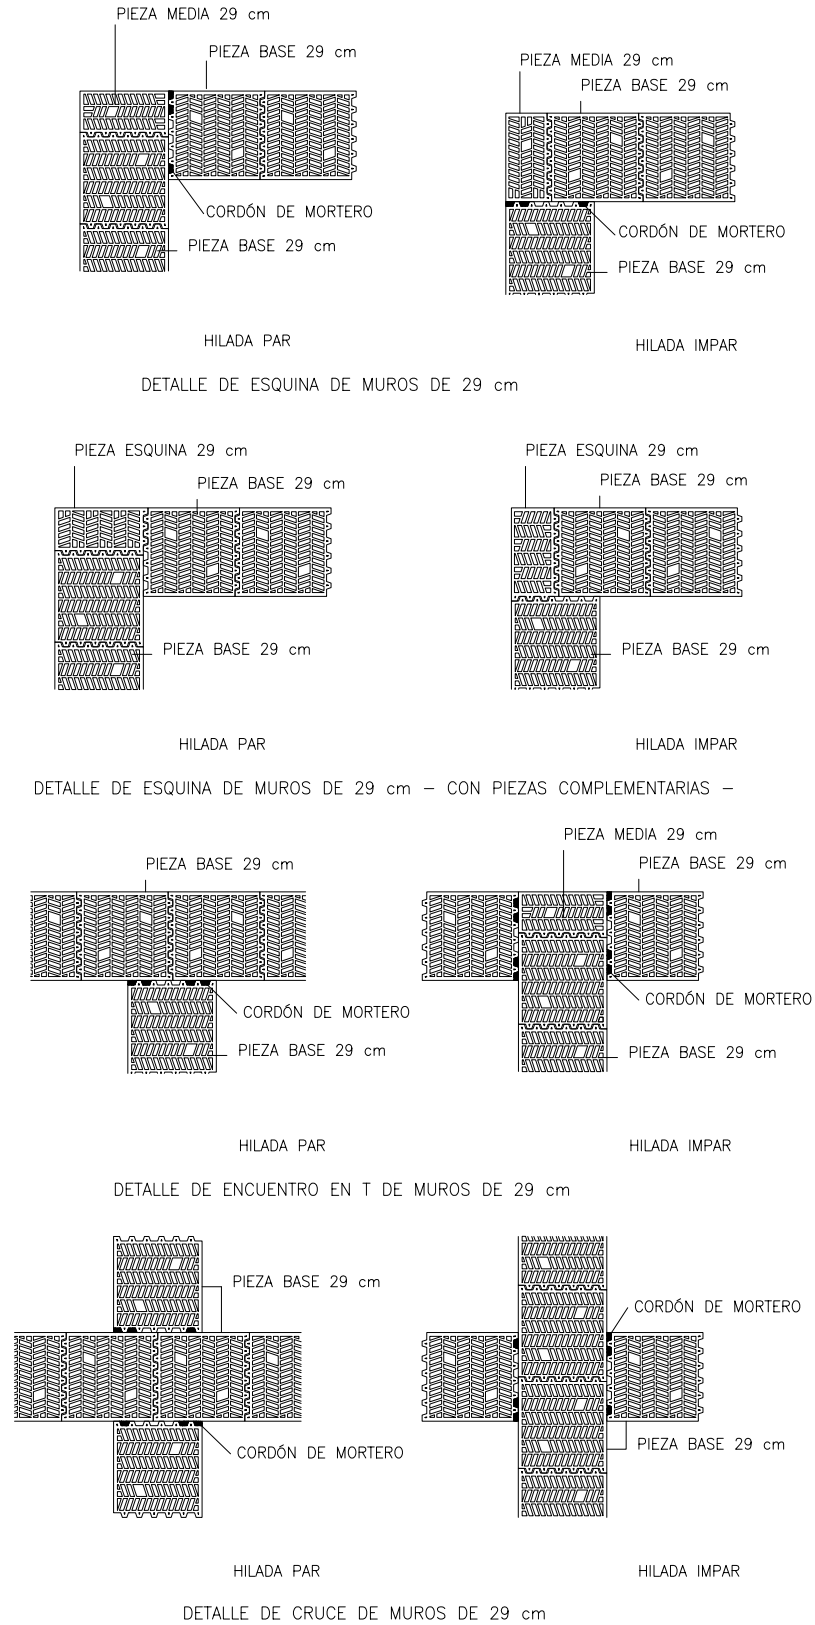 PIEZA MEDIA 29 cm
PIEZA BASE 29 cm
CORDÓN DE MORTERO
PIEZA BASE 29 cm
HILADA PAR
PIEZA MEDIA 29 cm
PIEZA BASE 29 cm
CORDÓN DE MORTERO
PIEZA BASE 29 cm
HILADA IMPAR
DETALLE DE ESQUINA DE MUROS DE 29 cm
PIEZA ESQUINA 29 cm
PIEZA BASE 29 cm
PIEZA BASE 29 cm
HILADA PAR
PIEZA ESQUINA 29 cm
PIEZA BASE 29 cm
PIEZA BASE 29 cm
HILADA IMPAR
DETALLE DE ESQUINA DE MUROS DE 29 cm – CON PIEZAS COMPLEMENTARIAS –
PIEZA BASE 29 cm
CORDÓN DE MORTERO
PIEZA BASE 29 cm
HILADA PAR
PIEZA MEDIA 29 cm
PIEZA BASE 29 cm
CORDÓN DE MORTERO
PIEZA BASE 29 cm
HILADA IMPAR
DETALLE DE ENCUENTRO EN T DE MUROS DE 29 cm
PIEZA BASE 29 cm
CORDÓN DE MORTERO
HILADA PAR
CORDÓN DE MORTERO
PIEZA BASE 29 cm
HILADA IMPAR
DETALLE DE CRUCE DE MUROS DE 29 cm